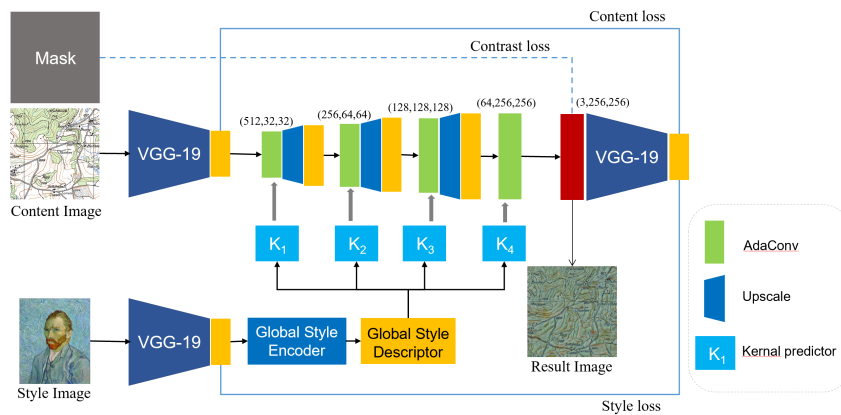 Content loss
Mask
Contrast loss
(512,32,32)
(256,64,64)
(128,128,128)
(64,256,256)
(3,256,256)
VGG-19
VGG-19
Content Image
K1
K2
K3
K4
AdaConv
Upscale
K1
Kernal predictor
VGG-19
Global Style
Encoder
Global Style
Descriptor
Style Image
Result Image
Style loss